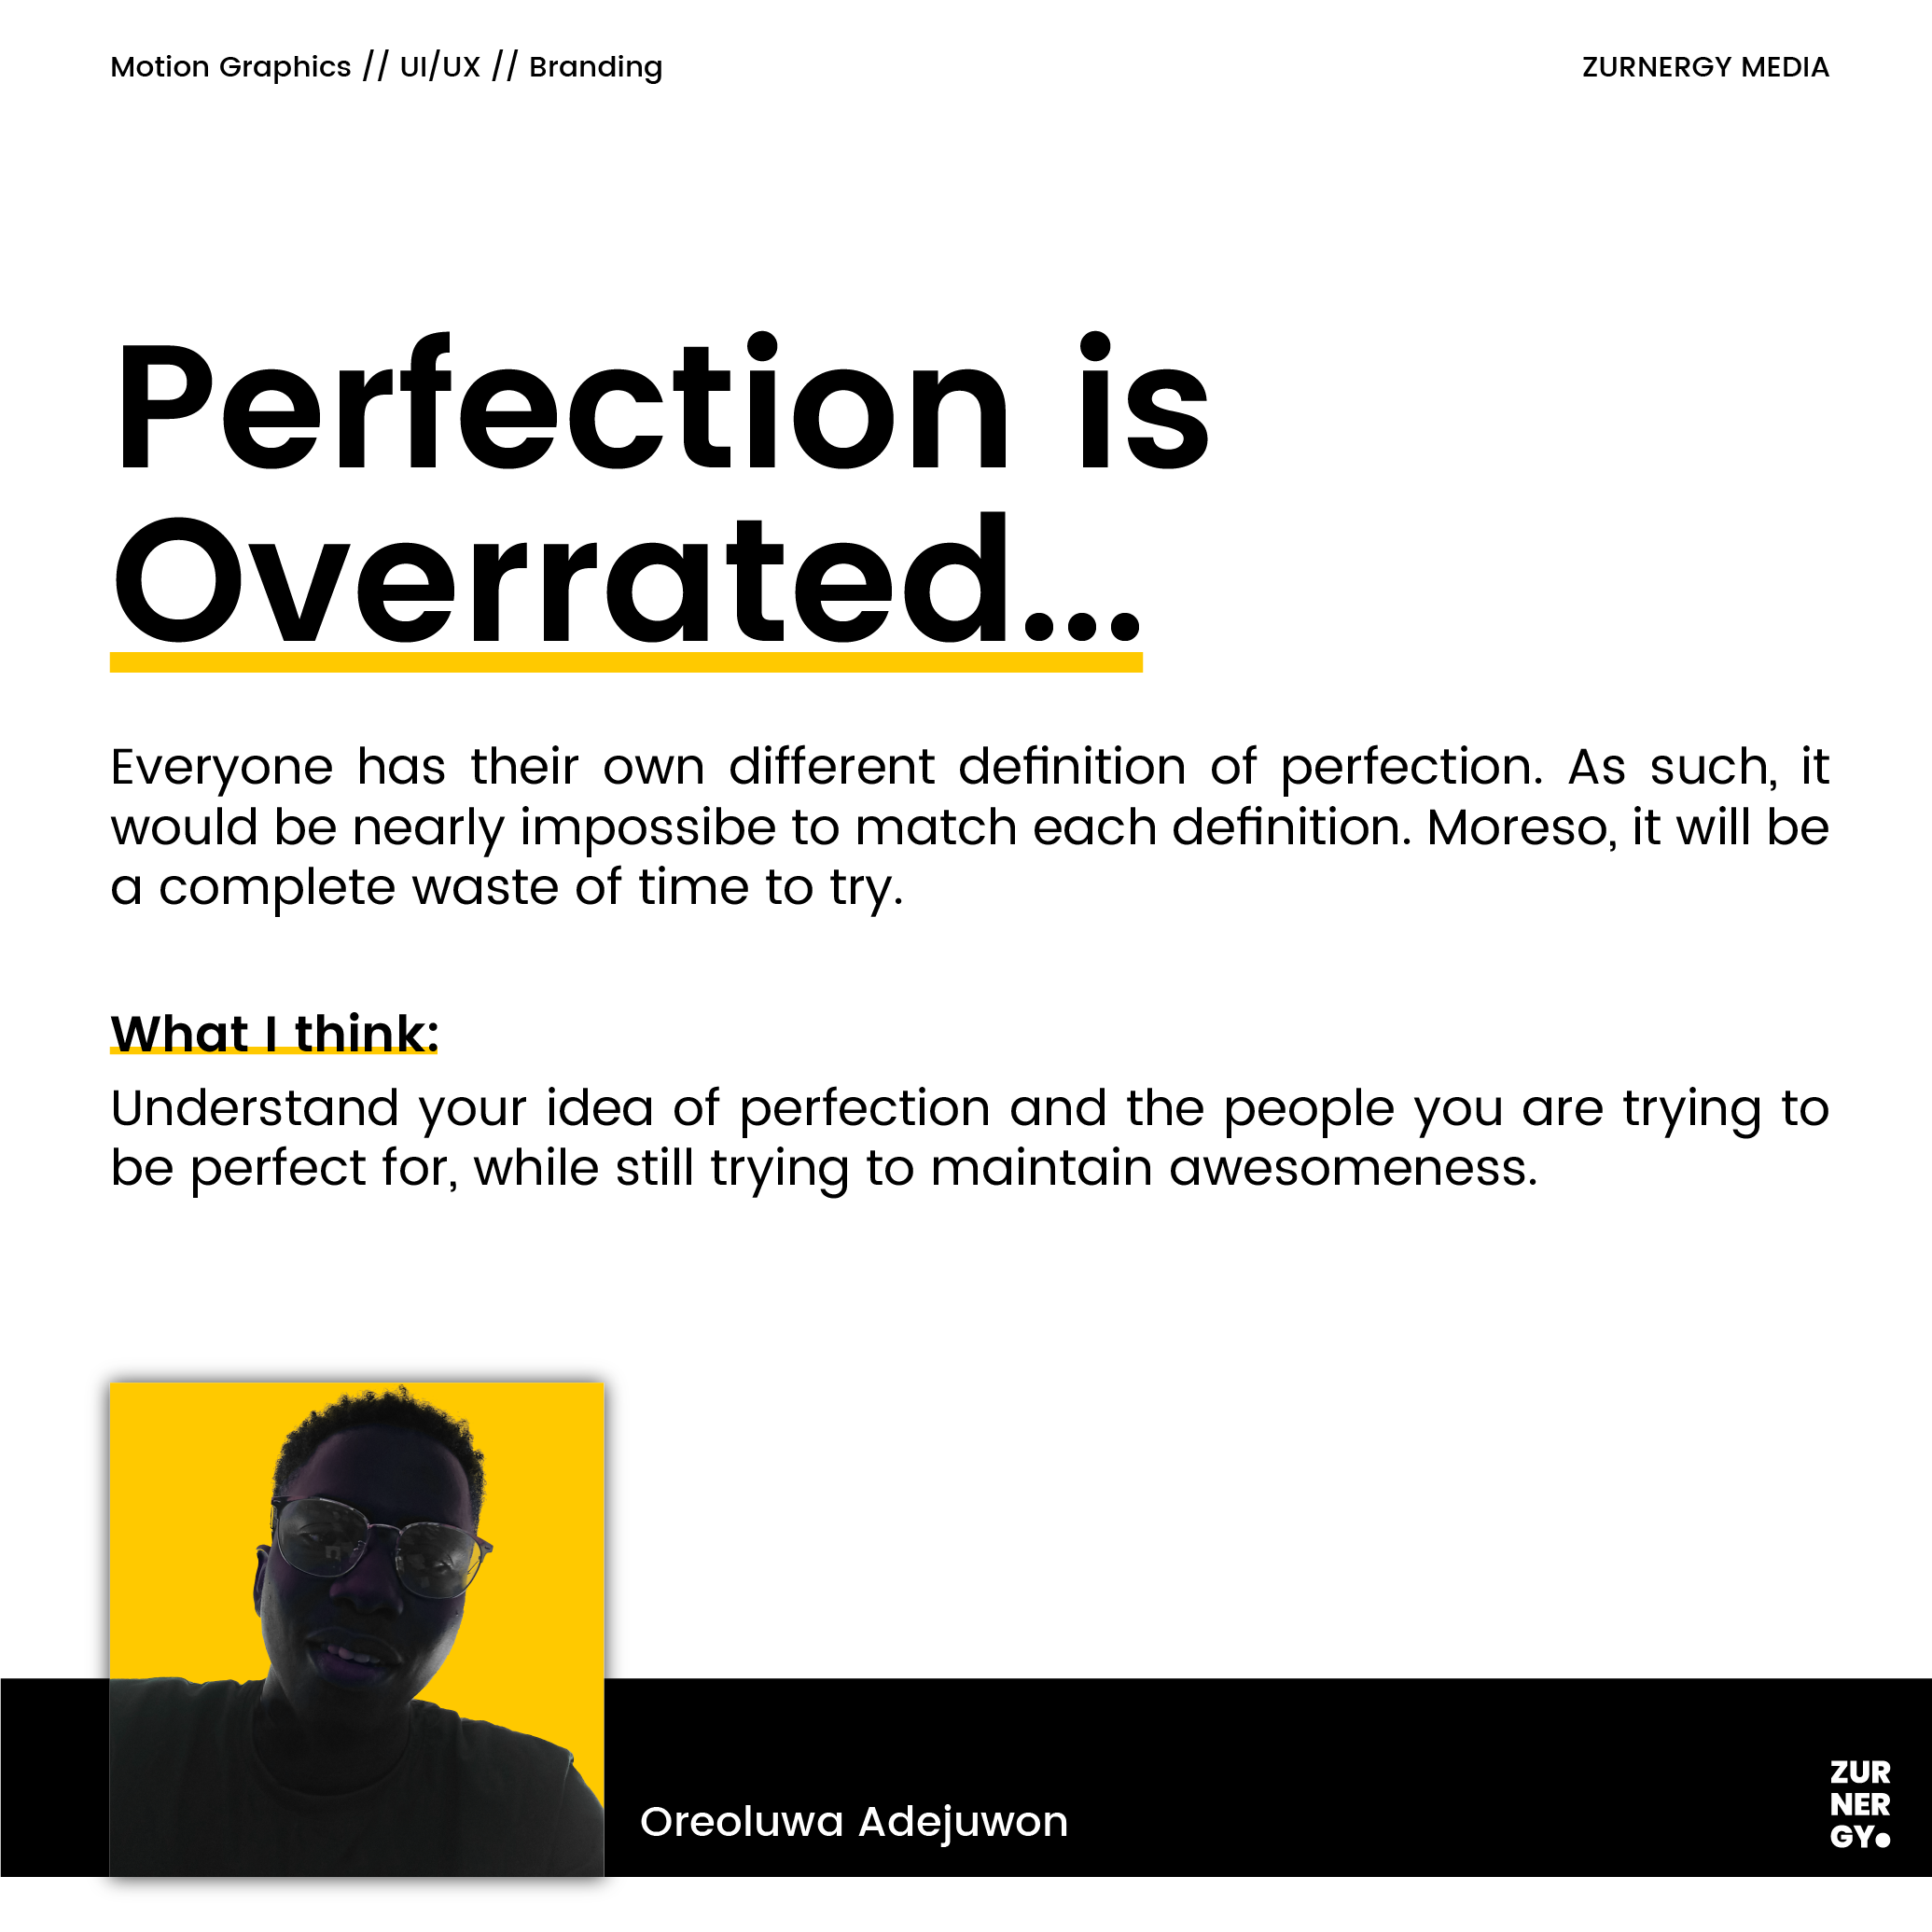 Motion Graphics // UI/UX // Branding
ZURNERGY MEDIA
Perfection is
Overrated...
Everyone has their own different definition of perfection. As such, it
would be nearly impossibe to match each definition. Moreso, it will be
a complete waste of time to try.
What I think:
Understand your idea of perfection and the people you are trying to
be perfect for, while still trying to maintain awesomeness.
Oreoluwa Adejuwon
ZUR
NER
GY.